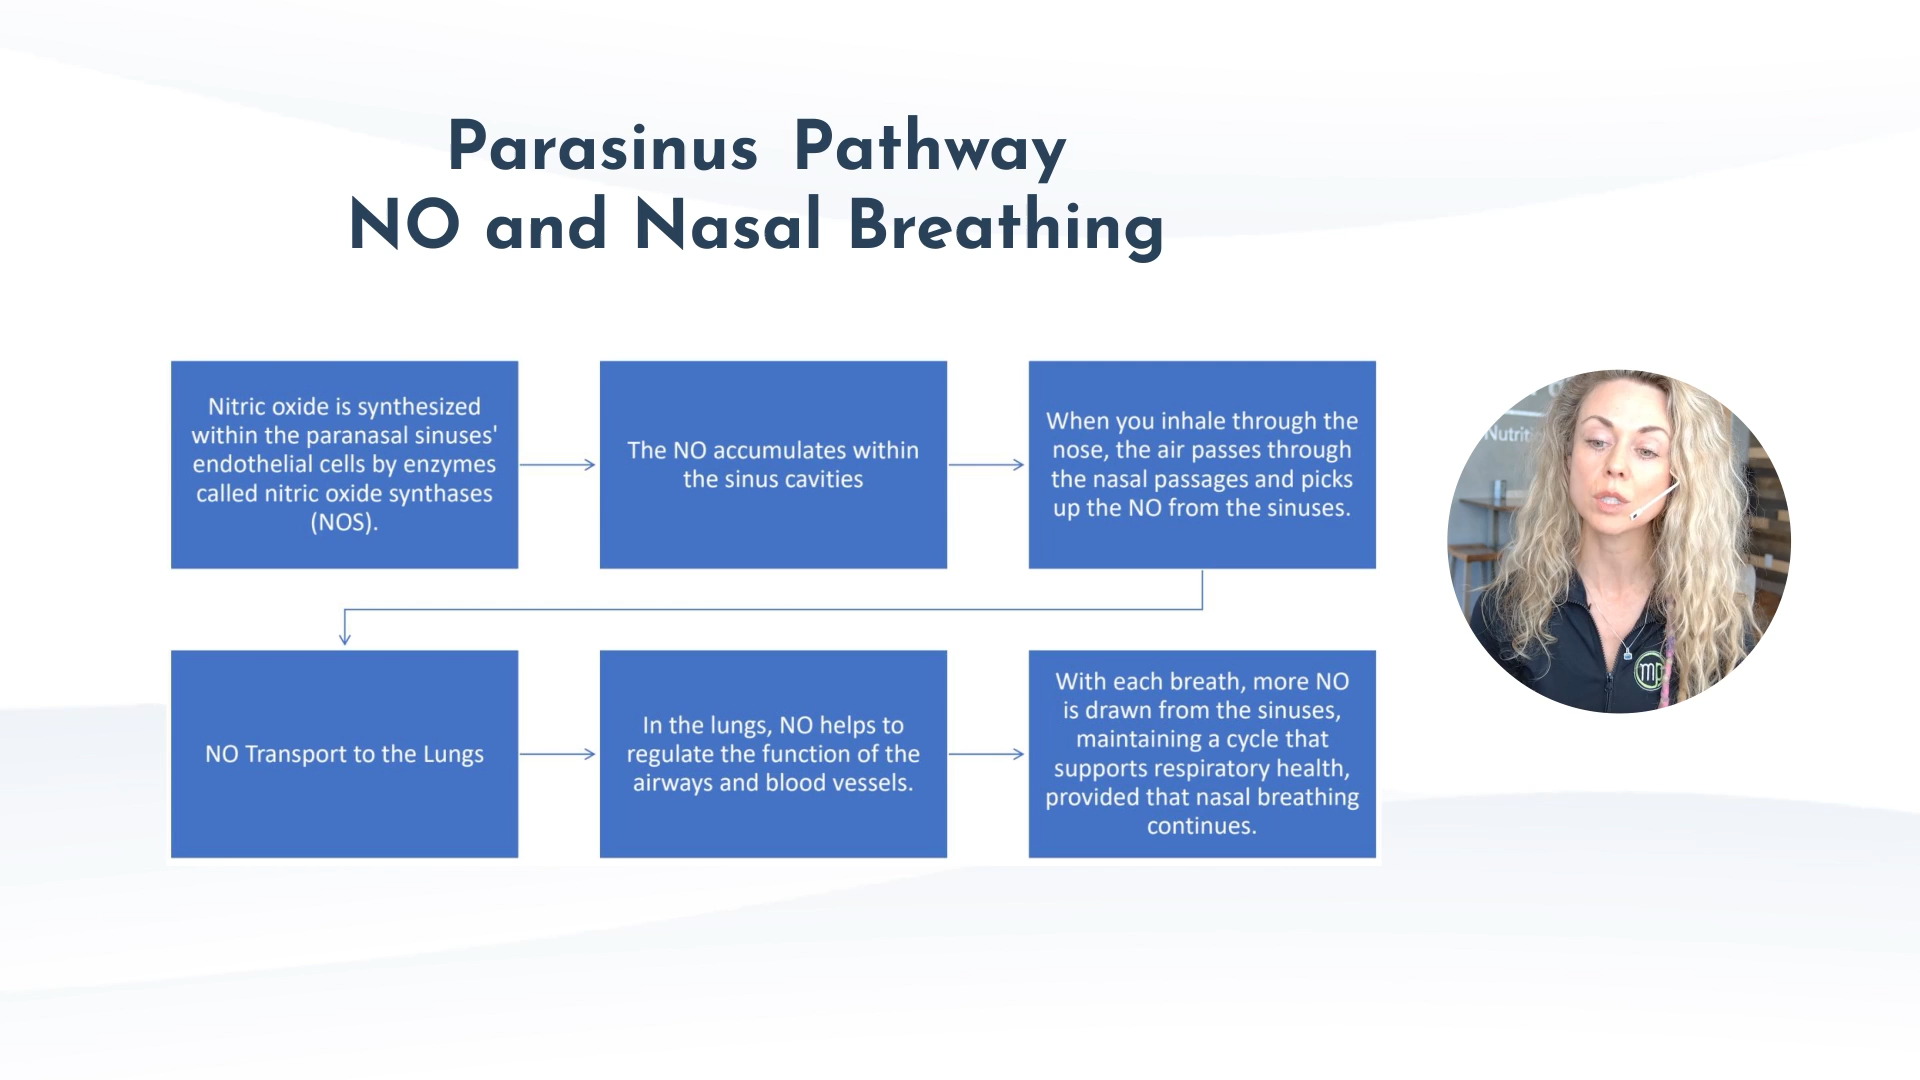 Parasinus Pathway
NO and Nasal Breathing
Nitric oxide is synthesized
within the paranasal sinuses'
endothelial cells by enzymes
called nitric oxide synthases
(NOS).
The NO accumulates within
the sinus cavities
When you inhale through the
nose, the air passes through
the nasal passages and picks
up the NO from the sinuses.
NO Transport to the Lungs
In the lungs, NO helps to
regulate the function of the
airways and blood vessels.
With each breath, more NO
is drawn from the sinuses,
maintaining a cycle that
supports respiratory health,
provided that nasal breathing
continues.